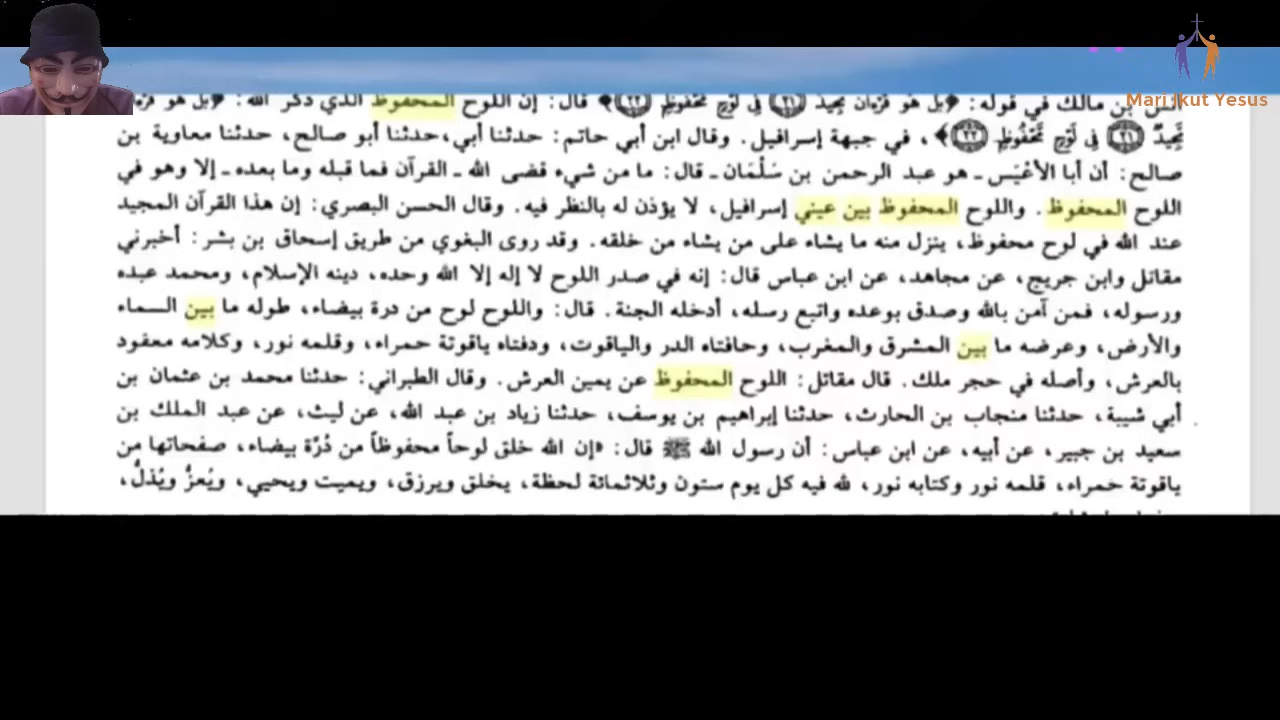 Mari Ikut Yesus
بن مالك في قوله: ﴿بل هو قرءان مجيد ٢١ في لوح محفوظ ٢٢﴾ قال: إن اللوح المحفوظ الذي ذكر الله: ﴿بل هو
مجيد ٢١ في لوح محفوظ ٢٢﴾، في جبهة إسرافيل. وقال ابن أبي حاتم: حدثنا أبي، حدثنا أبو صالح، حدثنا معاوية بن
صالح: أن أبا الأعْيَس ـ هو عبد الرحمن بن سَلْمَان ـ قال: ما من شيء قضى الله ـ القرآن فما قبله وما بعده ـ إلا وهو في
اللوح المحفوظ. واللوح المحفوظ بين عيني إسرافيل، لا يؤذن له بالنظر فيه. وقال الحسن البصري: إن هذا القرآن المجيد
عند الله في لوح محفوظ، ينزل منه ما يشاء على من يشاء من خلقه. وقد روى البغوي من طريق إسحاق بن بشر: أخبرني
مقاتل وابن جريج، عن مجاهد، عن ابن عباس قال: إنه في صدر اللوح لا إله إلا الله وحده، دينه الإسلام، ومحمد عبده
ورسوله، فمن آمن بالله وصدق بوعده واتبع رسله، أدخله الجنة. قال: واللوح لوح من درة بيضاء، طوله ما بين السماء
والأرض، وعرضه ما بين المشرق والمغرب، وحافتاه الدر والياقوت، ودفتاه ياقوتة حمراء، وقلمه نور، وكلامه معقود
بالعرش، وأصله في حجر ملك. قال مقاتل: اللوح المحفوظ عن يمين العرش. وقال الطبراني: حدثنا محمد بن عثمان بن
أبي شيبة، حدثنا منجاب بن الحارث، حدثنا إبراهيم بن يوسف، حدثنا زياد بن عبد الله، عن ليث، عن عبد الملك بن
سعيد بن جبير، عن أبيه، عن ابن عباس: أن رسول الله ﷺ قال: «إن الله خلق لوحاً محفوظاً من دُرَّة بيضاء، صفحاتها من
ياقوتة حمراء، قلمه نور وكتابه نور، لله فيه كل يوم ستون وثلاثمائة لحظة، يخلق ويرزق، ويميت ويحيي، ويُعزُّ ويُذلُّ،